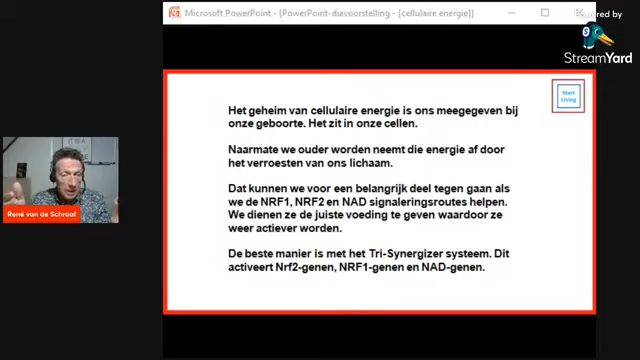 Microsoft PowerPoint - [PowerPoint-diavoorstelling - [cellulaire energie]]
Powered by
StreamYard
Start
Living
Het geheim van cellulaire energie is ons meegegeven bij
onze geboorte. Het zit in onze cellen.
Naarmate we ouder worden neemt die energie af door
het verroesten van ons lichaam.
Dat kunnen we voor een belangrijk deel tegen gaan als
we de NRF1, NRF2 en NAD signaleringsroutes helpen.
We dienen ze de juiste voeding te geven waardoor ze
weer actiever worden.
De beste manier is met het Tri-Synergizer systeem. Dit
activeert Nrf2-genen, NRF1-genen en NAD-genen.
René van de Schraaf